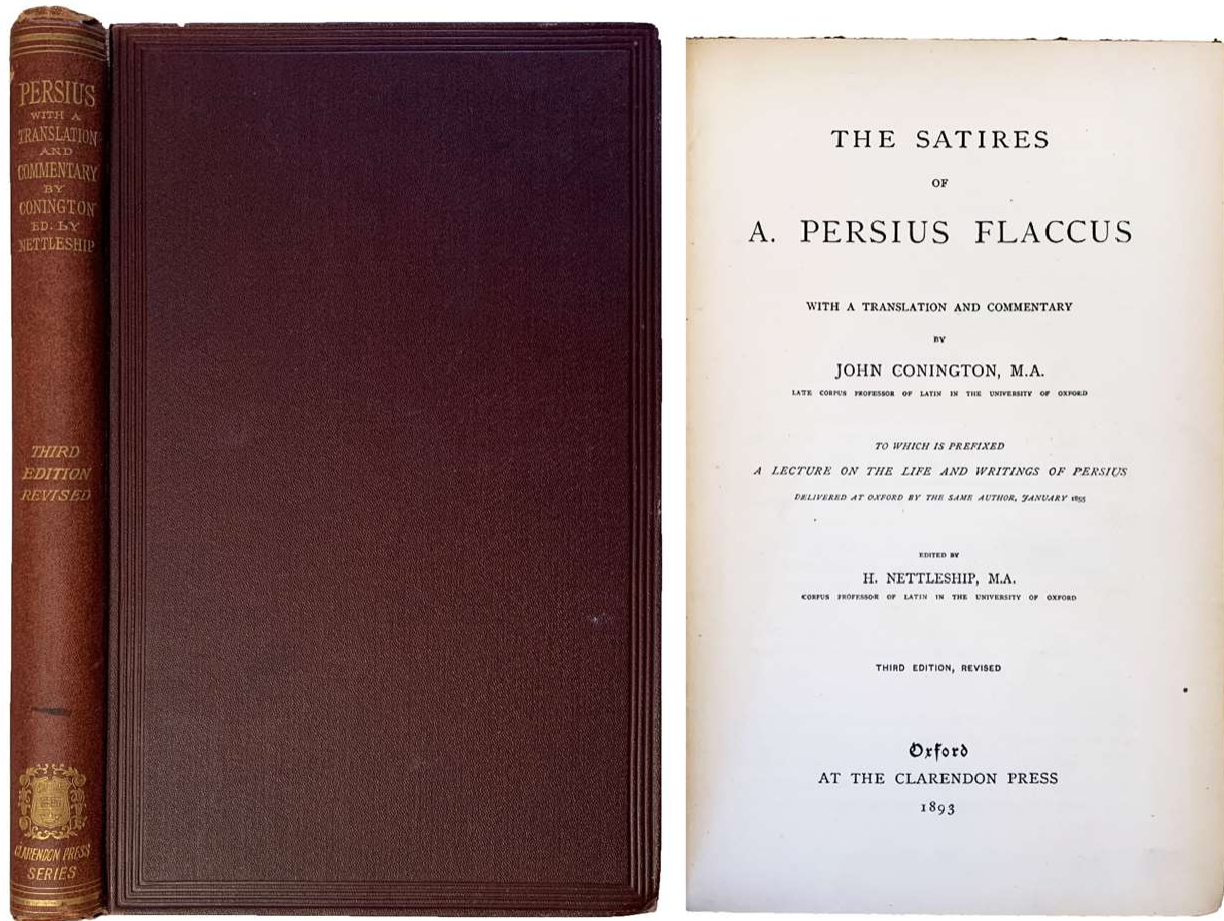 PERSIUS
WITH A
TRANSLATION
AND
COMMENTARY
BY
CONINGTON
ED. BY
NETTLESHIP
THIRD
EDITION
REVISED
CLARENDON PRESS
SERIES
THE SATIRES
OF
A. PERSIUS FLACCUS
WITH A TRANSLATION AND COMMENTARY
BY
JOHN CONINGTON, M.A.
LATE CORPUS PROFESSOR OF LATIN IN THE UNIVERSITY OF OXFORD
TO WHICH IS PREFIXED
A LECTURE ON THE LIFE AND WRITINGS OF PERSIUS
DELIVERED AT OXFORD BY THE SAME AUTHOR, JANUARY 1855
EDITED BY
H. NETTLESHIP, M.A.
CORPUS PROFESSOR OF LATIN IN THE UNIVERSITY OF OXFORD
THIRD EDITION, REVISED
Oxford
AT THE CLARENDON PRESS
1893